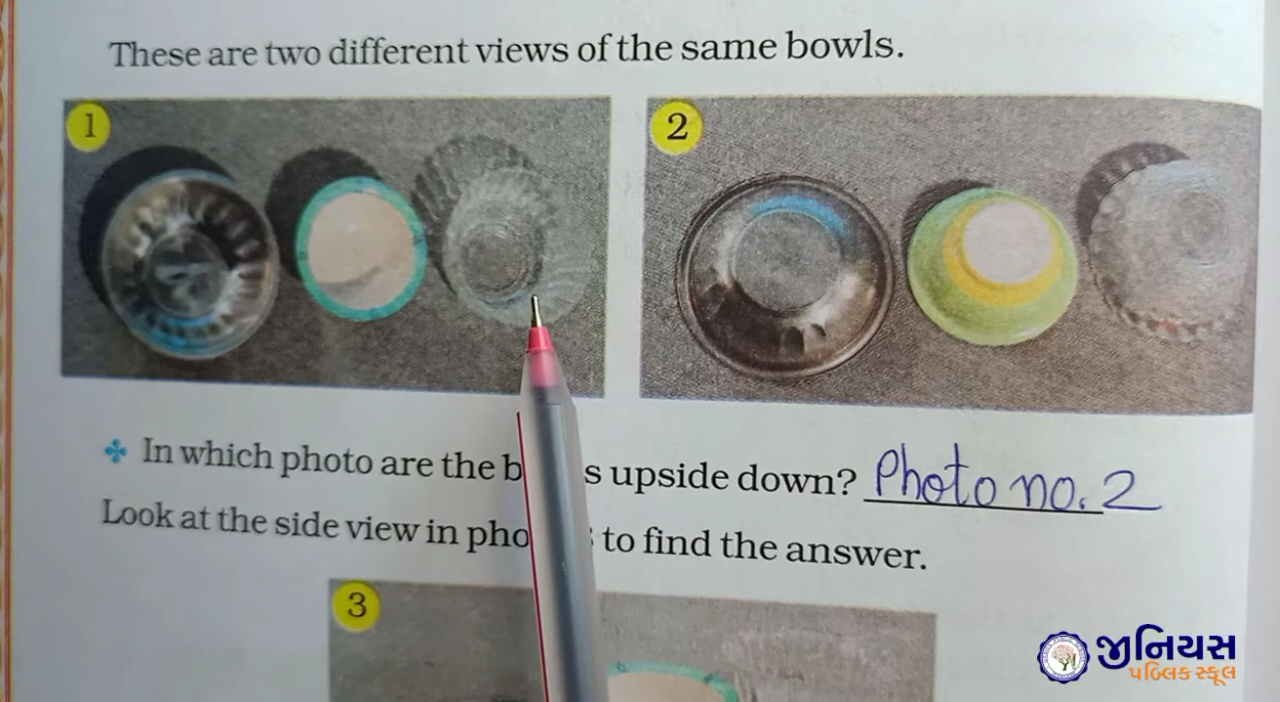 These are two different views of the same bowls.
1
2
In which photo are the b s upside down? Photo no. 2
Look at the side view in pho to find the answer.
3
જીનિયસ
પબ્લિક સ્કૂલ